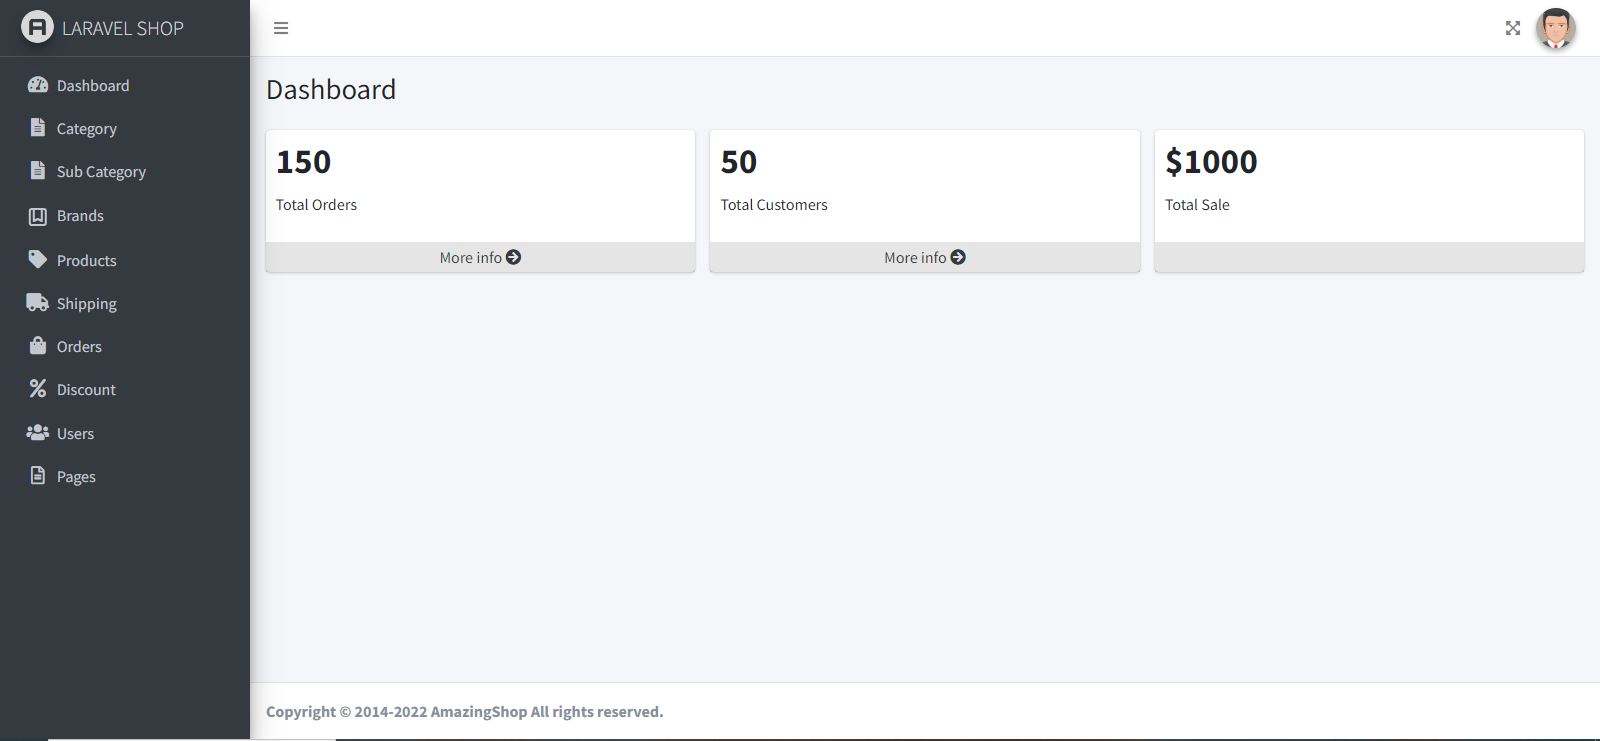 LARAVEL SHOP
Dashboard
Category
Sub Category
Brands
Products
Shipping
Orders
Discount
Users
Pages
Dashboard
150
Total Orders
More info
50
Total Customers
More info
$1000
Total Sale
Copyright © 2014-2022 AmazingShop All rights reserved.